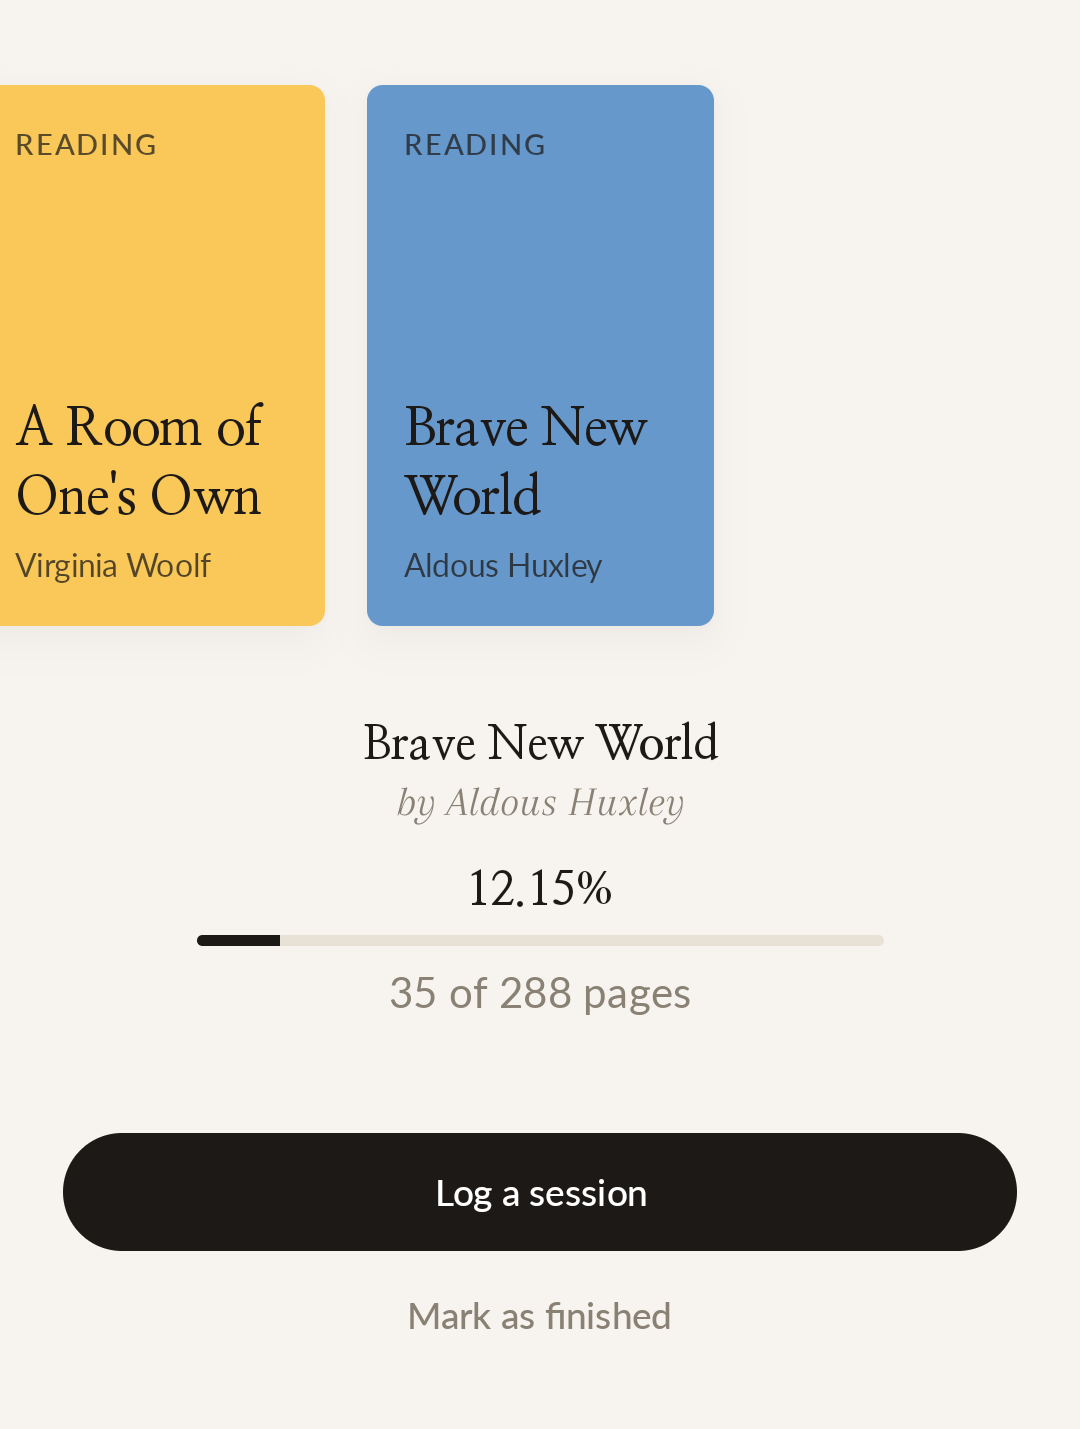 READING
A Room of
One's Own
Virginia Woolf
READING
Brave New
World
Aldous Huxley
Brave New World
by Aldous Huxley
12.15%
35 of 288 pages
Log a session
Mark as finished